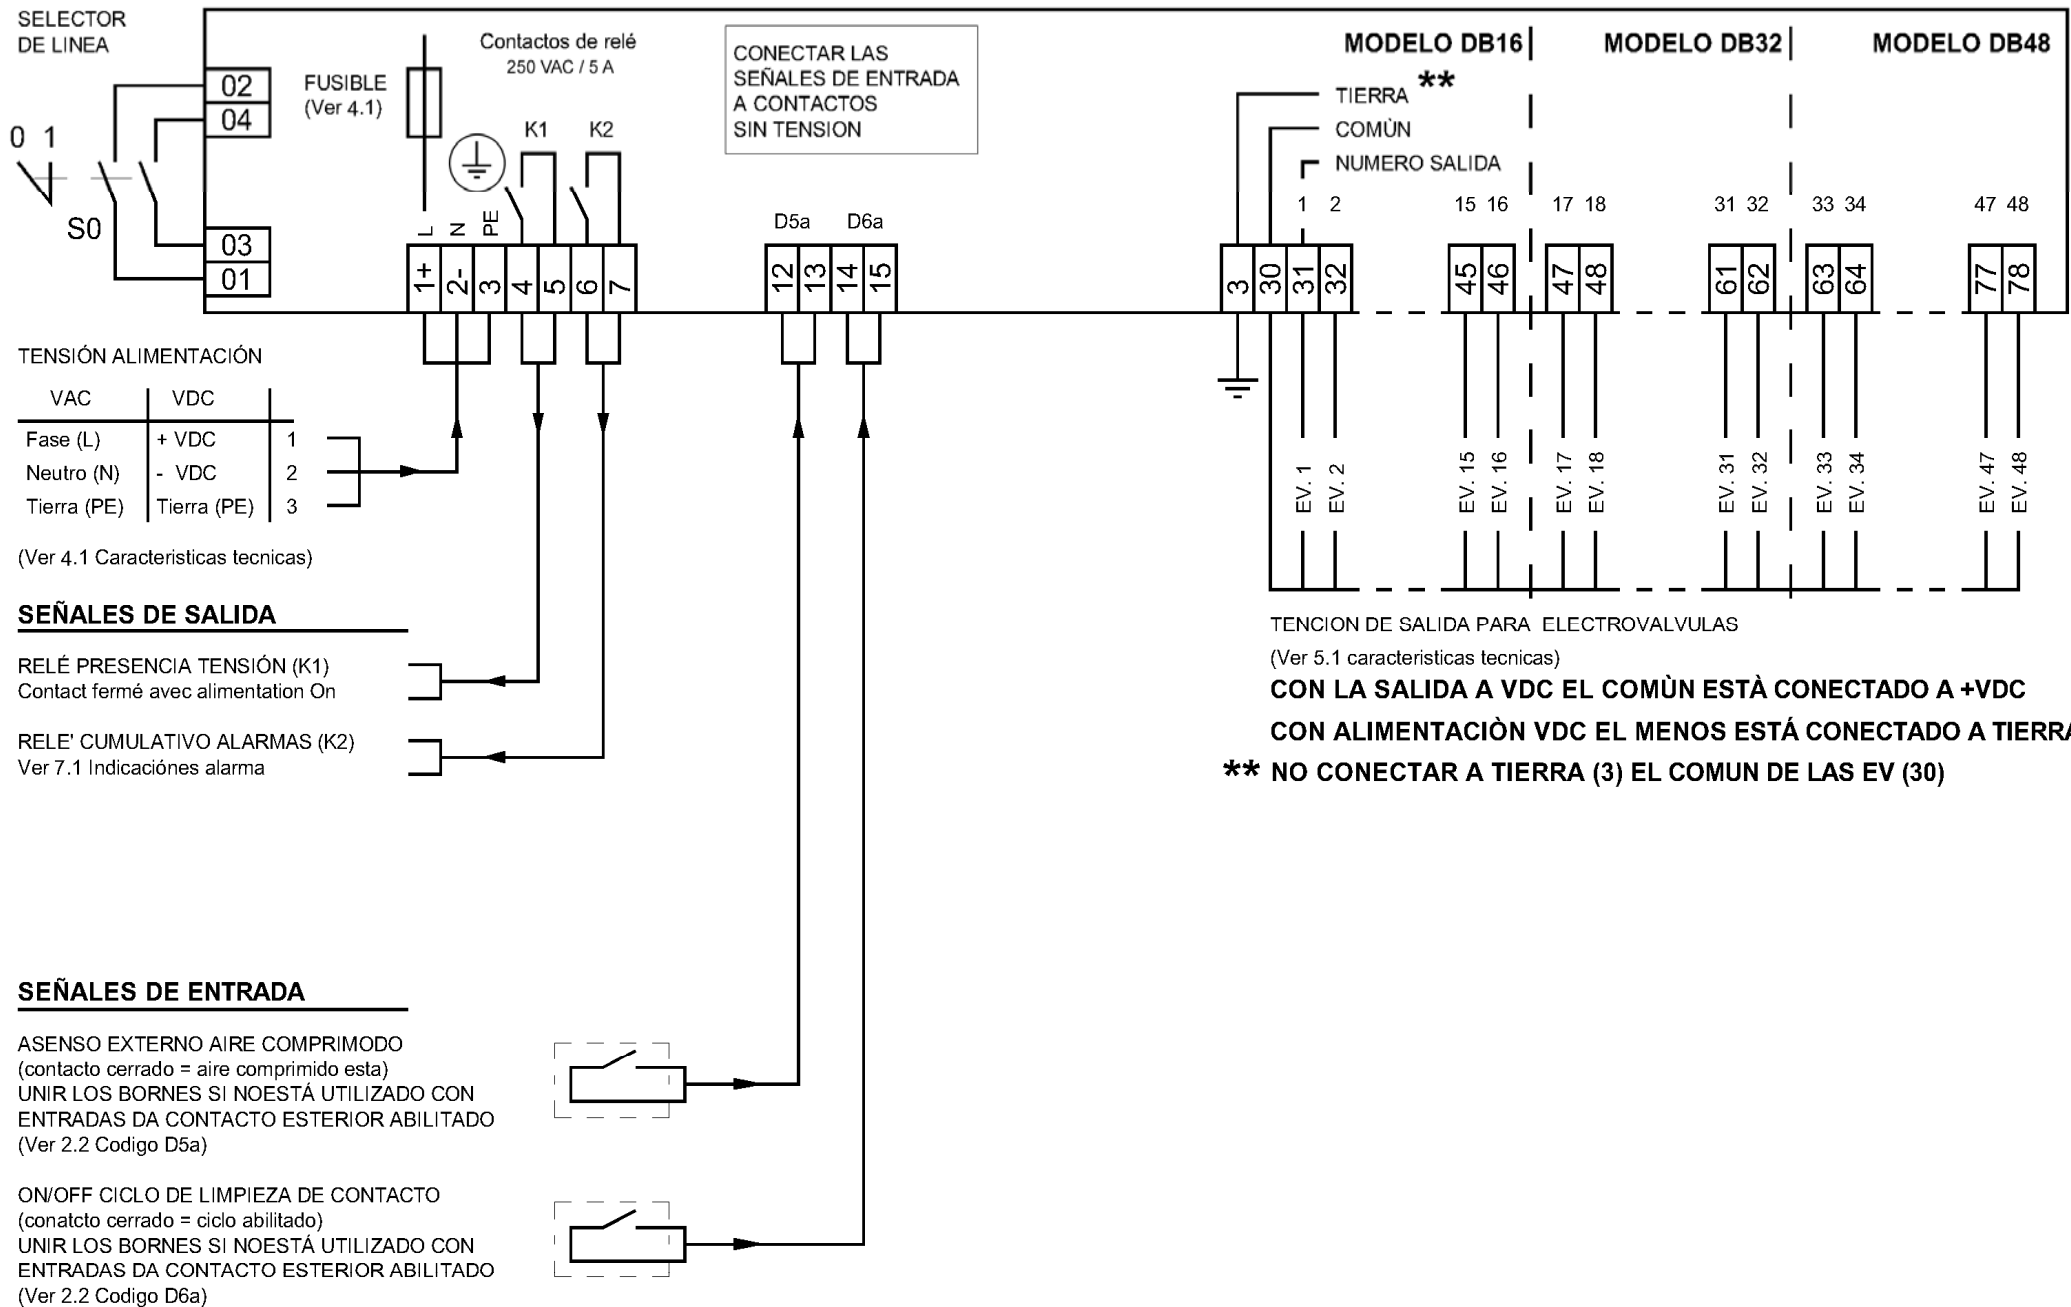 SELECTOR
DE LINEA
02
04
0 1
S0
03
01
FUSIBLE
(Ver 4.1)
Contactos de relé
250 VAC / 5 A
K1 K2
L N PE
1+ 2- 3 4 5 6 7
CONECTAR LAS
SEÑALES DE ENTRADA
A CONTACTOS
SIN TENSION
D5a D6a
12 13 14 15
MODELO DB16 MODELO DB32 MODELO DB48
TIERRA **
COMÙN
NUMERO SALIDA
1 2 15 16 17 18 31 32 33 34 47 48
3 30 31 32 45 46 47 48 61 62 63 64 77 78
EV. 1 EV. 2 EV. 15 EV. 16 EV. 17 EV. 18 EV. 31 EV. 32 EV. 33 EV. 34 EV. 47 EV. 48
TENSIÓN ALIMENTACIÓN
VAC VDC
Fase (L) + VDC 1
Neutro (N) - VDC 2
Tierra (PE) Tierra (PE) 3
(Ver 4.1 Caracteristicas tecnicas)
SEÑALES DE SALIDA
RELÉ PRESENCIA TENSIÓN (K1)
Contact fermé avec alimentation On
RELE' CUMULATIVO ALARMAS (K2)
Ver 7.1 Indicaciónes alarma
TENCION DE SALIDA PARA ELECTROVALVULAS
(Ver 5.1 caracteristicas tecnicas)
CON LA SALIDA A VDC EL COMÙN ESTÀ CONECTADO A +VDC
CON ALIMENTACIÒN VDC EL MENOS ESTÁ CONECTADO A TIERRA
** NO CONECTAR A TIERRA (3) EL COMUN DE LAS EV (30)
SEÑALES DE ENTRADA
ASENSO EXTERNO AIRE COMPRIMODO
(contacto cerrado = aire comprimido esta)
UNIR LOS BORNES SI NOESTÁ UTILIZADO CON
ENTRADAS DA CONTACTO ESTERIOR ABILITADO
(Ver 2.2 Codigo D5a)
ON/OFF CICLO DE LIMPIEZA DE CONTACTO
(conatcto cerrado = ciclo abilitado)
UNIR LOS BORNES SI NOESTÁ UTILIZADO CON
ENTRADAS DA CONTACTO ESTERIOR ABILITADO
(Ver 2.2 Codigo D6a)